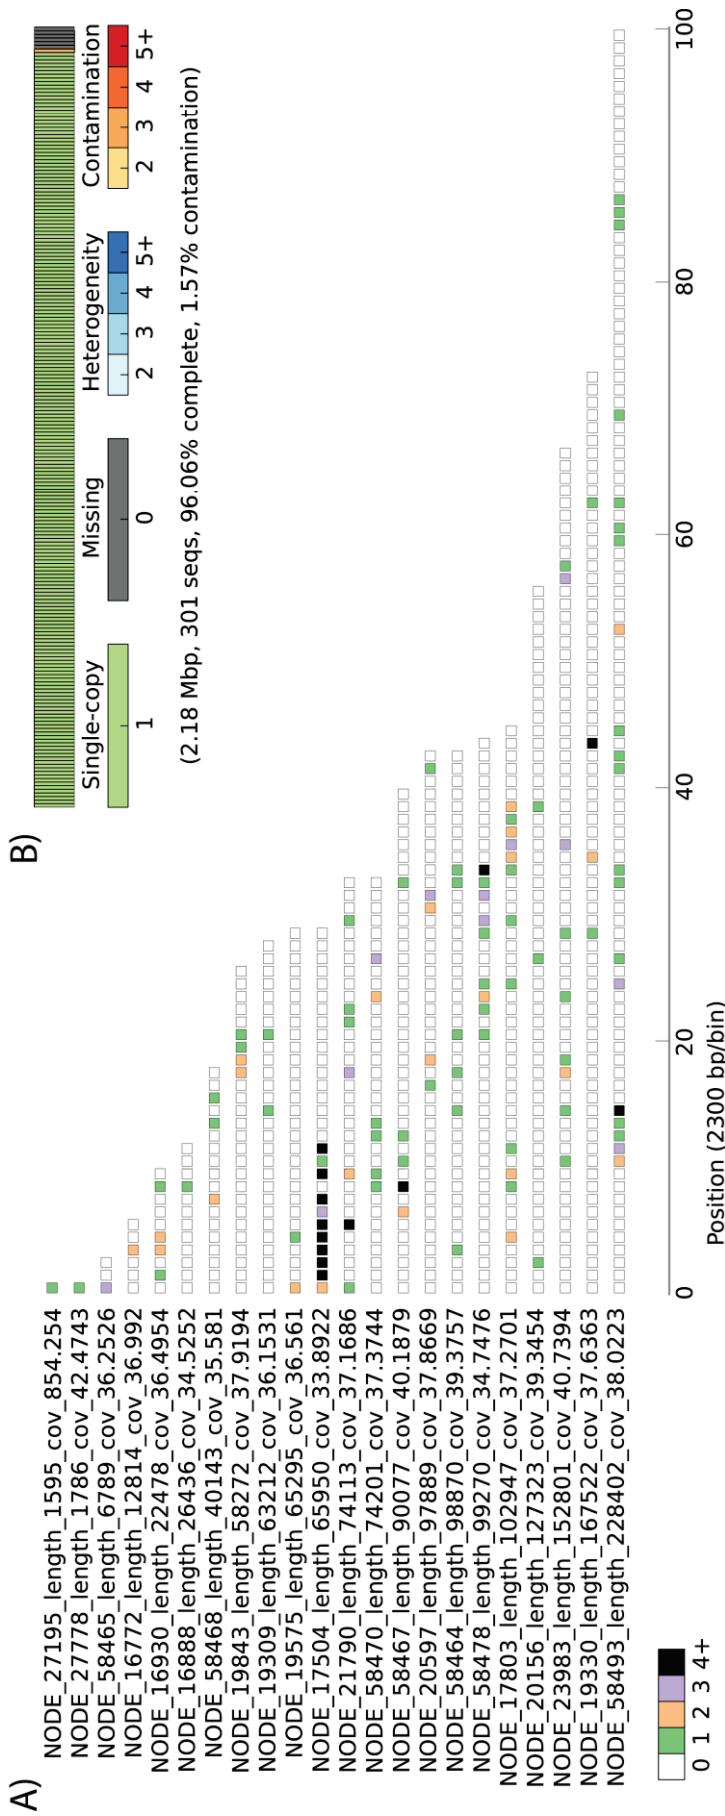 A)
NODE_27195_length_1595_cov_854.254
NODE_27778_length_1786_cov_42.4743
NODE_58465_length_6789_cov_36.2526
NODE_16772_length_12814_cov_36.992
NODE_16930_length_22478_cov_36.4954
NODE_16888_length_26436_cov_34.5252
NODE_58468_length_40143_cov_35.581
NODE_19843_length_58272_cov_37.9194
NODE_19309_length_63212_cov_36.1531
NODE_19575_length_65295_cov_36.561
NODE_17504_length_65950_cov_33.8922
NODE_21790_length_74113_cov_37.1686
NODE_58470_length_74201_cov_37.3744
NODE_58467_length_90077_cov_40.1879
NODE_20597_length_97889_cov_37.8669
NODE_58464_length_98870_cov_39.3757
NODE_58478_length_99270_cov_34.7476
NODE_17803_length_102947_cov_37.2701
NODE_20156_length_127323_cov_39.3454
NODE_23983_length_152801_cov_40.7394
NODE_19330_length_167522_cov_37.6363
NODE_58493_length_228402_cov_38.0223
0 1 2 3 4+
0 20 40 60 80 100
Position (2300 bp/bin)
B)
Single-copy Missing Heterogeneity Contamination
1 0 2 3 4 5+ 2 3 4 5+
(2.18 Mbp, 301 seqs, 96.06% complete, 1.57% contamination)